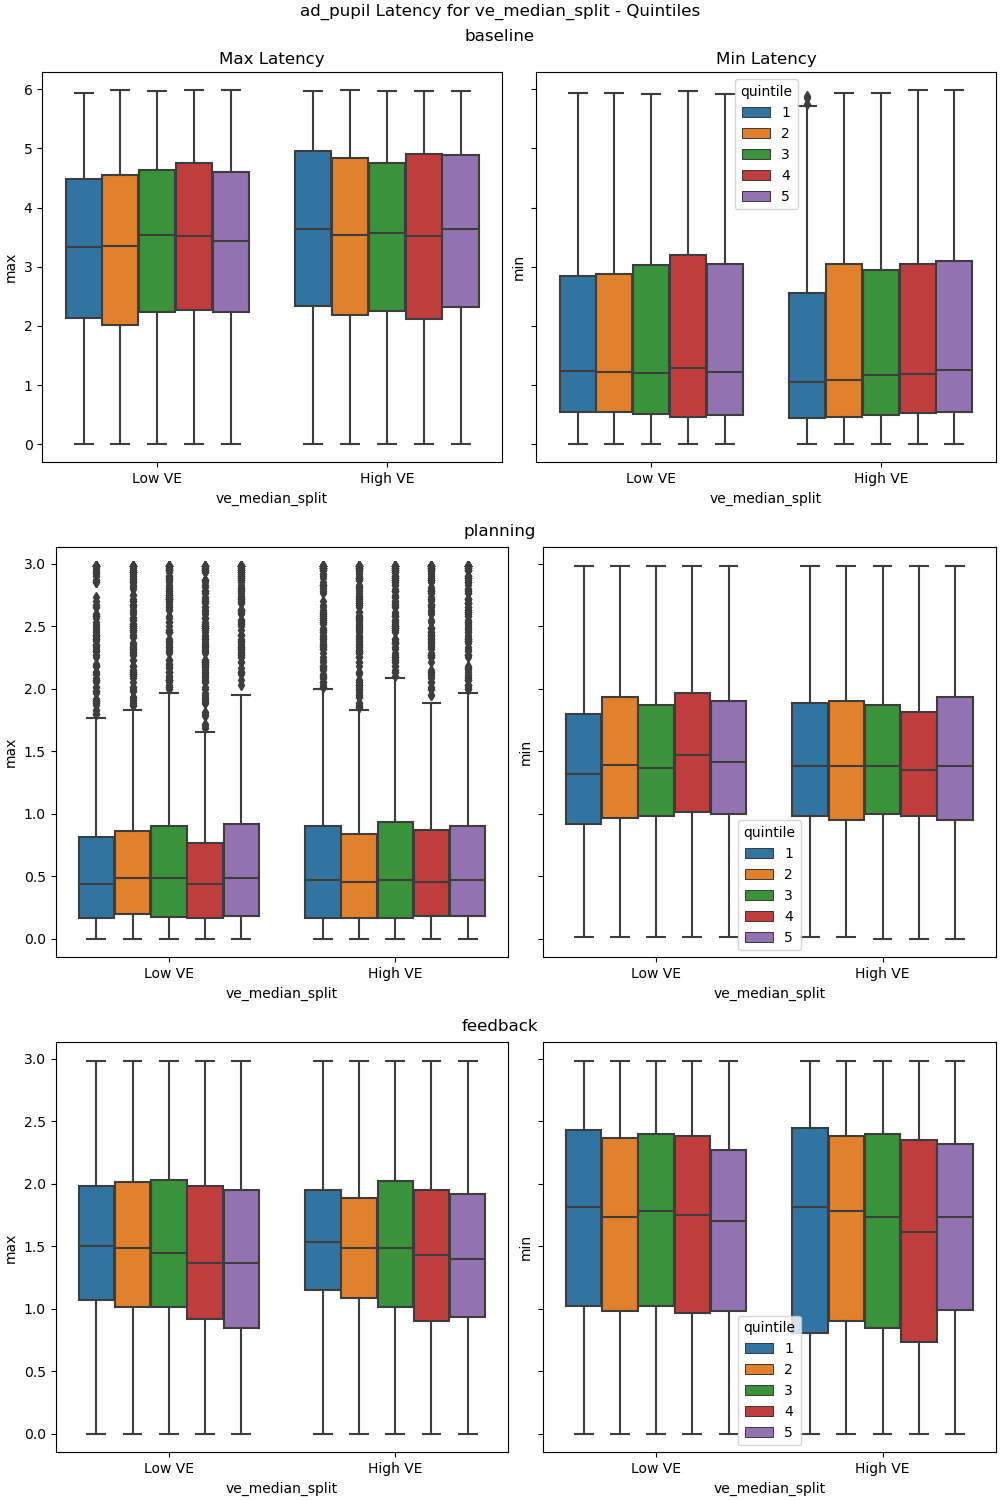 ad_pupil Latency for ve_median_split - Quintiles
baseline
Max Latency
Min Latency
6
5
4
3
2
1
0
max
Low VE
High VE
ve_median_split
min
quintile
1
2
3
4
5
Low VE
High VE
ve_median_split
planning
3.0
2.5
2.0
1.5
1.0
0.5
0.0
max
Low VE
High VE
ve_median_split
min
quintile
1
2
3
4
5
Low VE
High VE
ve_median_split
feedback
3.0
2.5
2.0
1.5
1.0
0.5
0.0
max
Low VE
High VE
ve_median_split
min
quintile
1
2
3
4
5
Low VE
High VE
ve_median_split